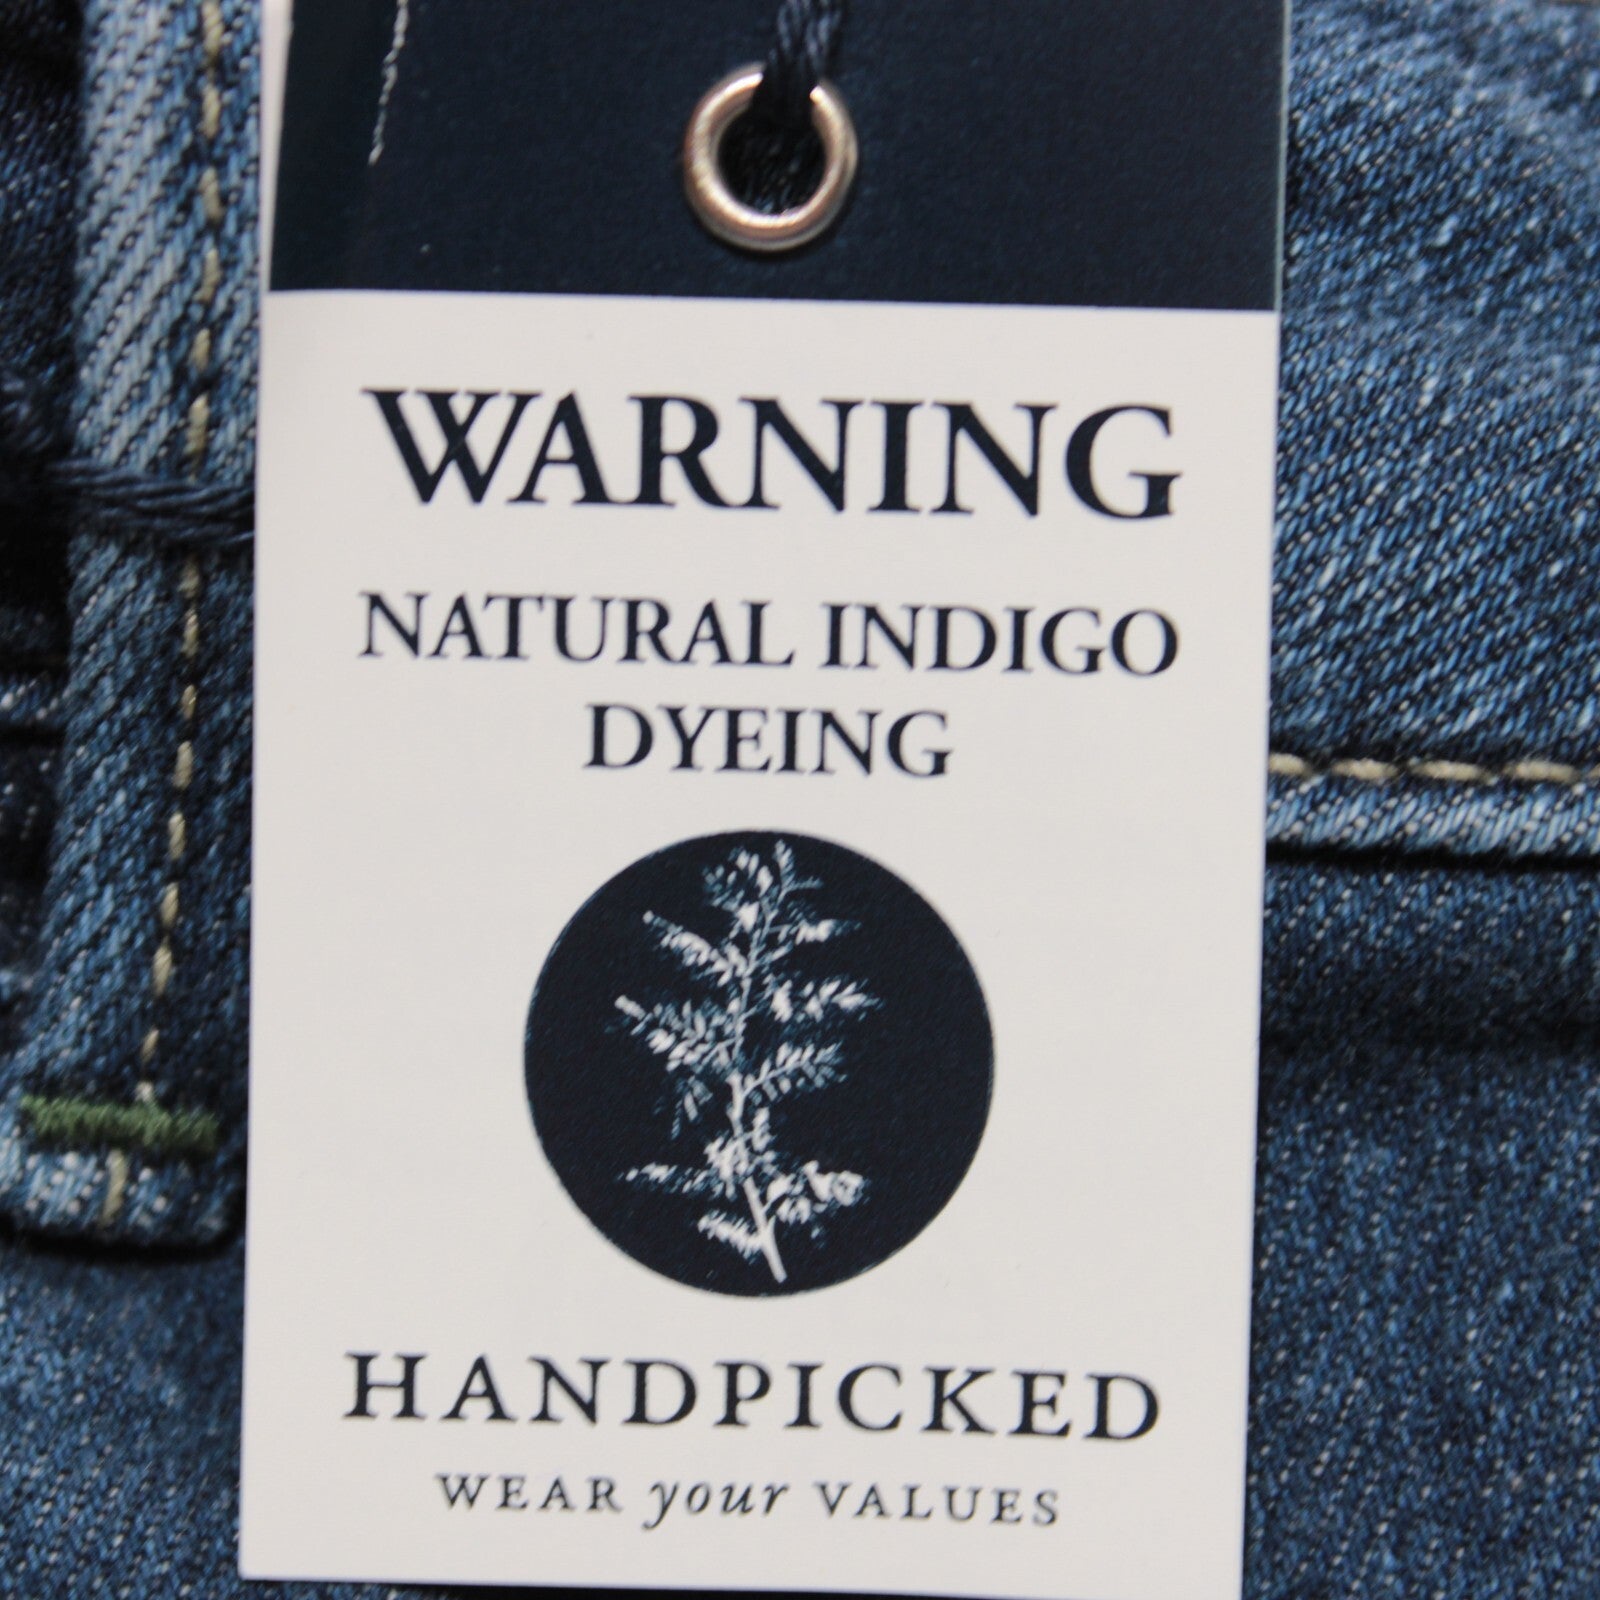 WARNING
NATURAL INDIGO
DYEING
HANDPICKED
WEAR your VALUES